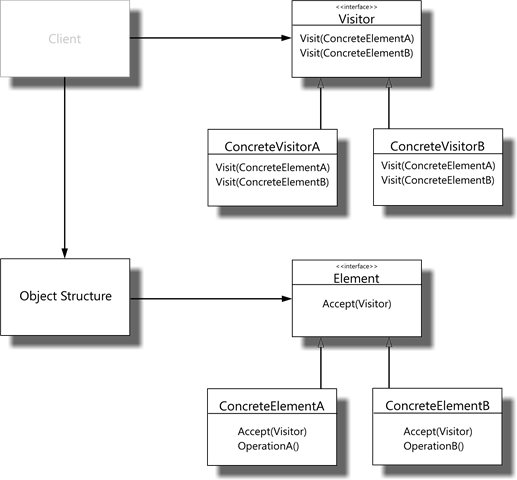 Client
<<interface>>
Visitor
Visit(ConcreteElementA)
Visit(ConcreteElementB)
ConcreteVisitorA
Visit(ConcreteElementA)
Visit(ConcreteElementB)
ConcreteVisitorB
Visit(ConcreteElementA)
Visit(ConcreteElementB)
Object Structure
<<interface>>
Element
Accept(Visitor)
ConcreteElementA
Accept(Visitor)
OperationA()
ConcreteElementB
Accept(Visitor)
OperationB()